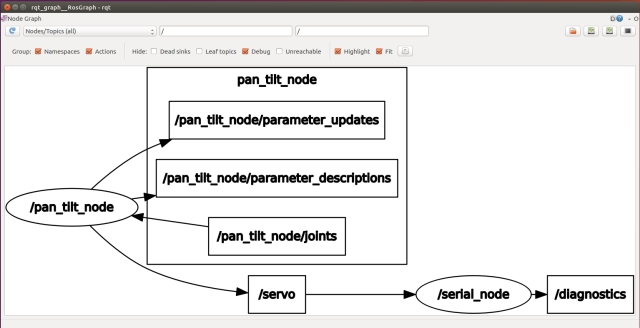 rqt_graph__RosGraph - rqt
Node Graph
Nodes/Topics (all) / /
Group: Namespaces Actions Hide: Dead sinks Leaf topics Debug Unreachable Highlight Fit
pan_tilt_node
/pan_tilt_node/parameter_updates
/pan_tilt_node/parameter_descriptions
/pan_tilt_node
/pan_tilt_node/joints
/servo
/serial_node
/diagnostics